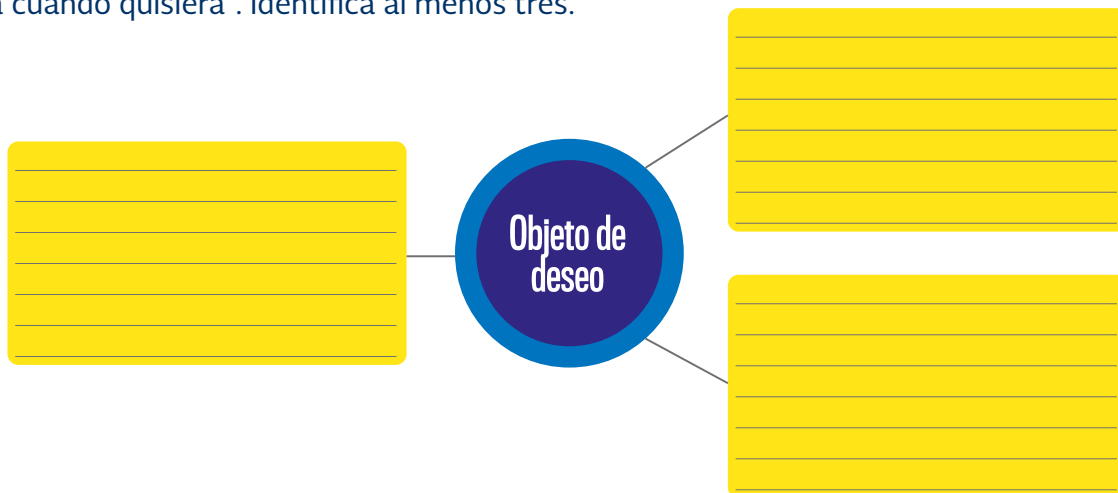 cuando quisiera". Identifica al menos tres.
Objeto de
deseo